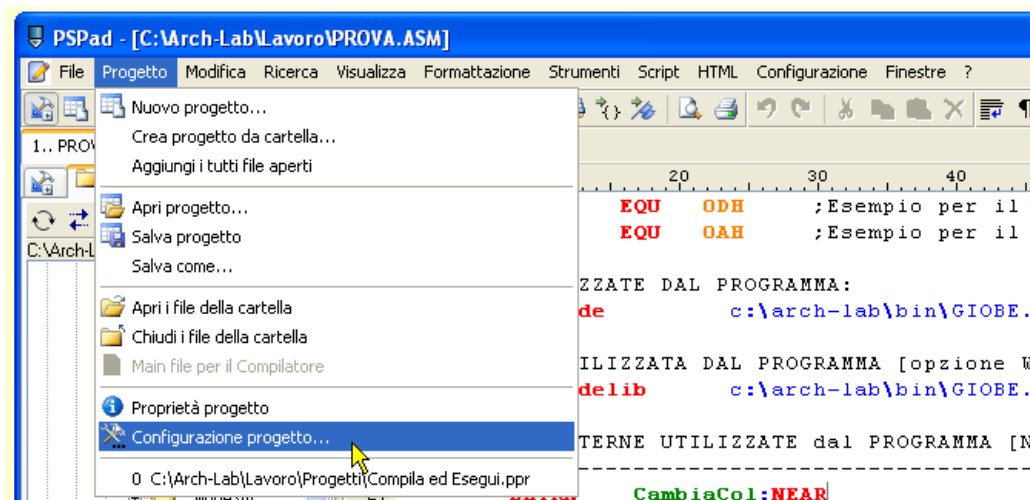 PSPad - [C:\Arch-Lab\Lavoro\PROVA.ASM]
File Progetto Modifica Ricerca Visualizza Formattazione Strumenti Script HTML Configurazione Finestre ?
Nuovo progetto...
1.. PROV
Crea progetto da cartella...
Aggiungi i tutti file aperti
20 30 40
Apri progetto...
EQU 0DH ;Esempio per il
C:\Arch-L
Salva progetto
EQU 0AH ;Esempio per il
Salva come...
ZZATE DAL PROGRAMMA:
Apri i file della cartella
de c:\arch-lab\bin\GIOBE.
Chiudi i file della cartella
Main file per il Compilatore
ILIZZATA DAL PROGRAMMA [opzione
delib c:\arch-lab\bin\GIOBE.
Proprietà progetto
Configurazione progetto...
TERNE UTILIZZATE dal PROGRAMMA [N
--------------------------------
0 C:\Arch-Lab\Lavoro\Progetti\Compila ed Esegui.ppr
CambiaCol:NEAR